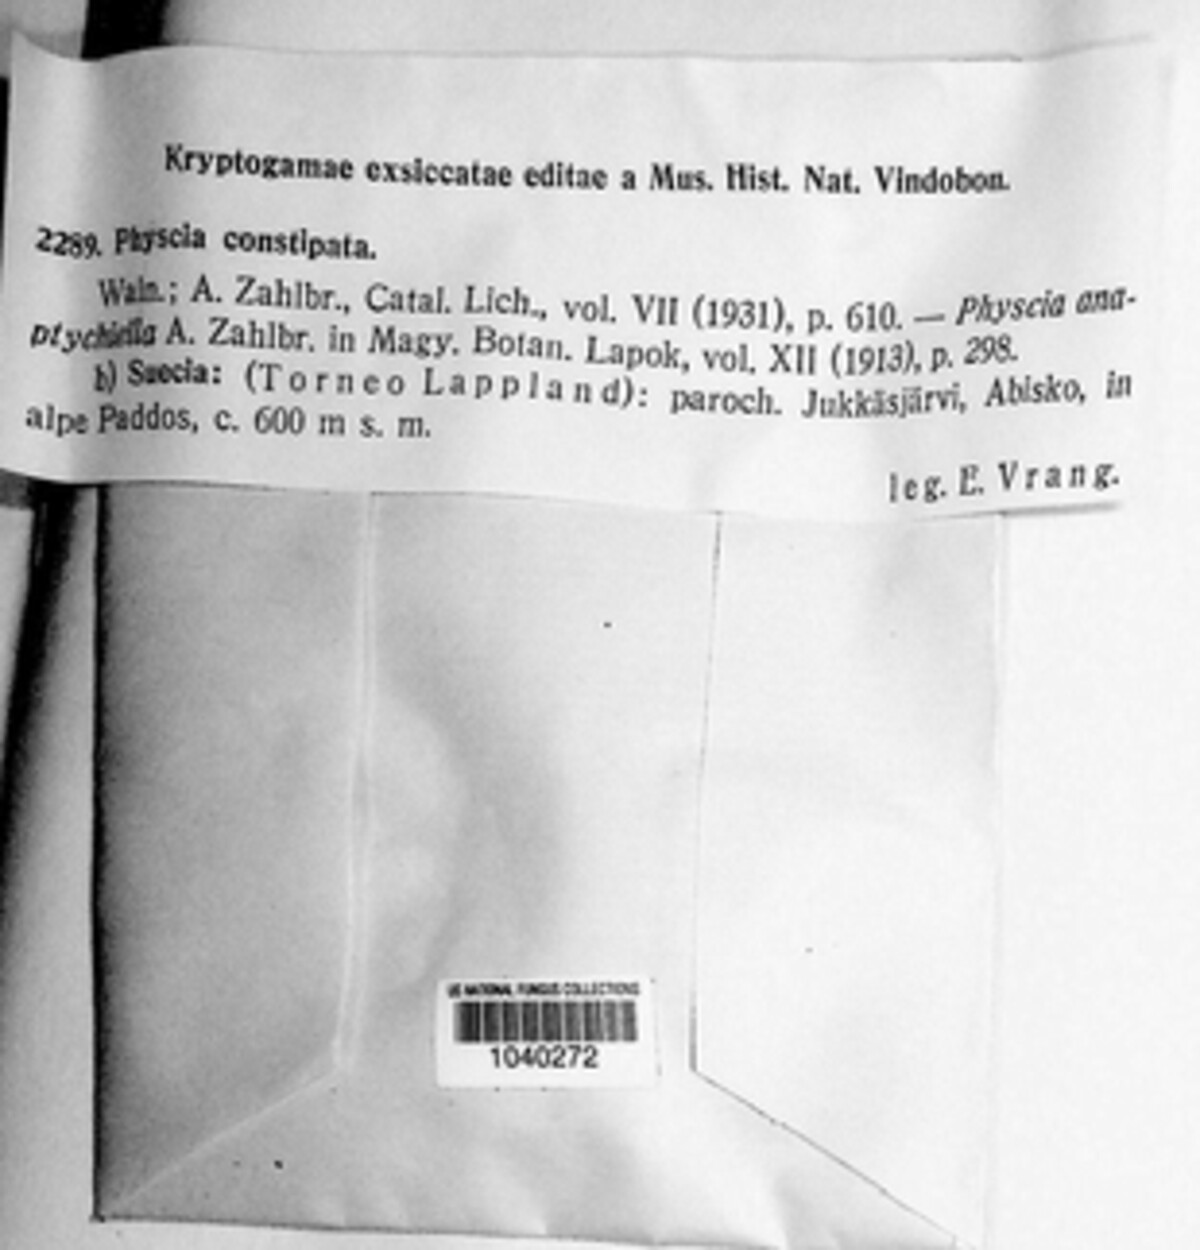 Kryptogamae exsiccatae editae a Mus. Hist. Nat. Vindobon.
2289. Physcia constipata.
Wain.; A. Zahlbr., Catal. Lich., vol. VII (1931), p. 610. — Physcia ana-
ptychiella A. Zahlbr. in Magy. Botan. Lapok, vol. XII (1913), p. 298.
b) Suecia: (Torneo Lappland): paroch. Jukkäsjärvi, Abisko, in
alpe Paddos, c. 600 m s. m.
leg. E. Vrang.
US NATIONAL FUNGUS COLLECTIONS
1040272